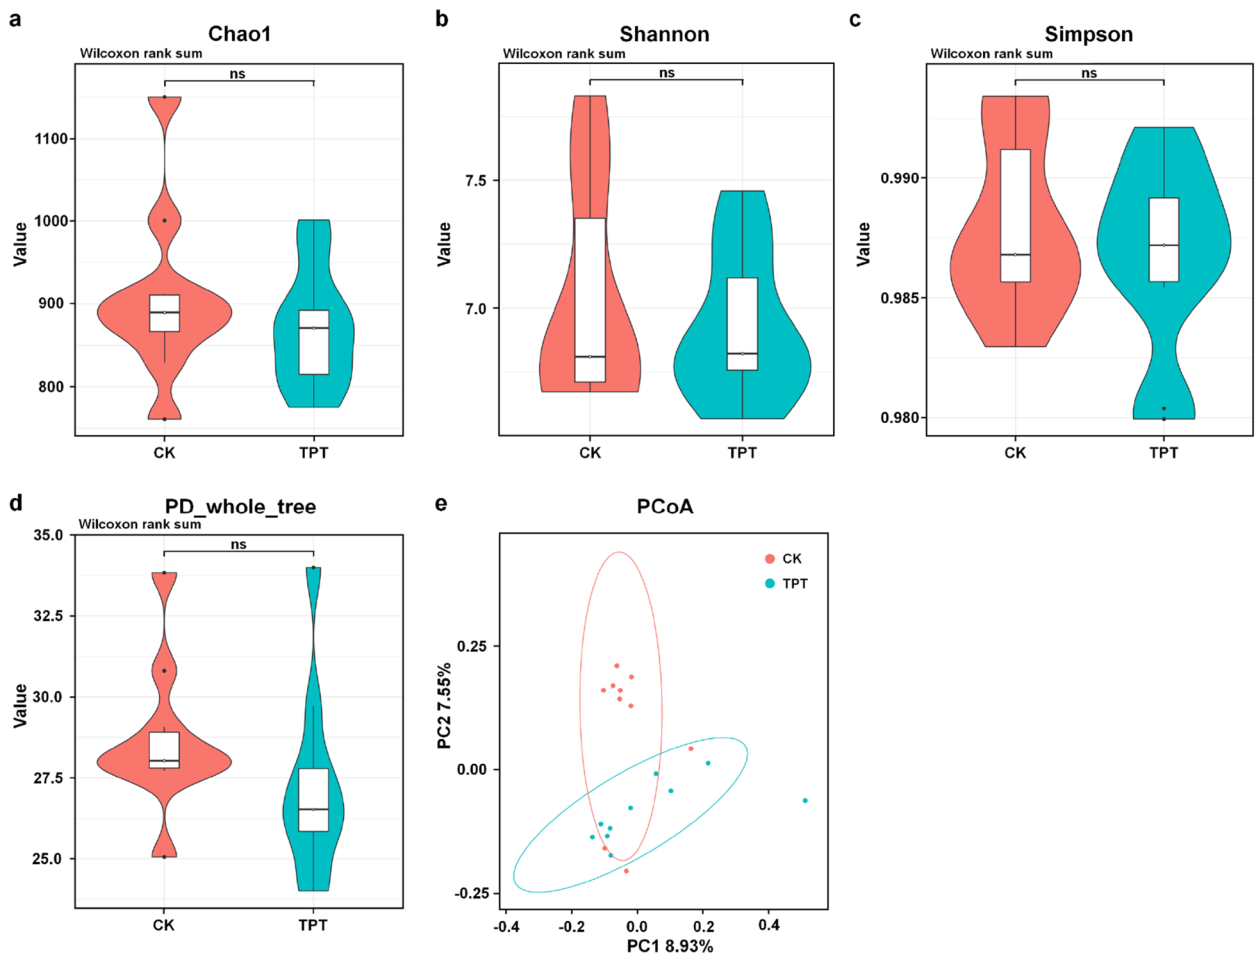 a
Chao1
Wilcoxon rank sum
ns
1100
1000
900
800
Value
CK
TPT
b
Shannon
Wilcoxon rank sum
ns
7.5
7.0
Value
CK
TPT
c
Simpson
Wilcoxon rank sum
ns
0.990
0.985
0.980
Value
CK
TPT
d
PD_whole_tree
Wilcoxon rank sum
ns
35.0
32.5
30.0
27.5
25.0
Value
CK
TPT
e
PCoA
CK
TPT
0.25
0.00
-0.25
PC2 7.55%
-0.4
-0.2
0.0
0.2
0.4
PC1 8.93%